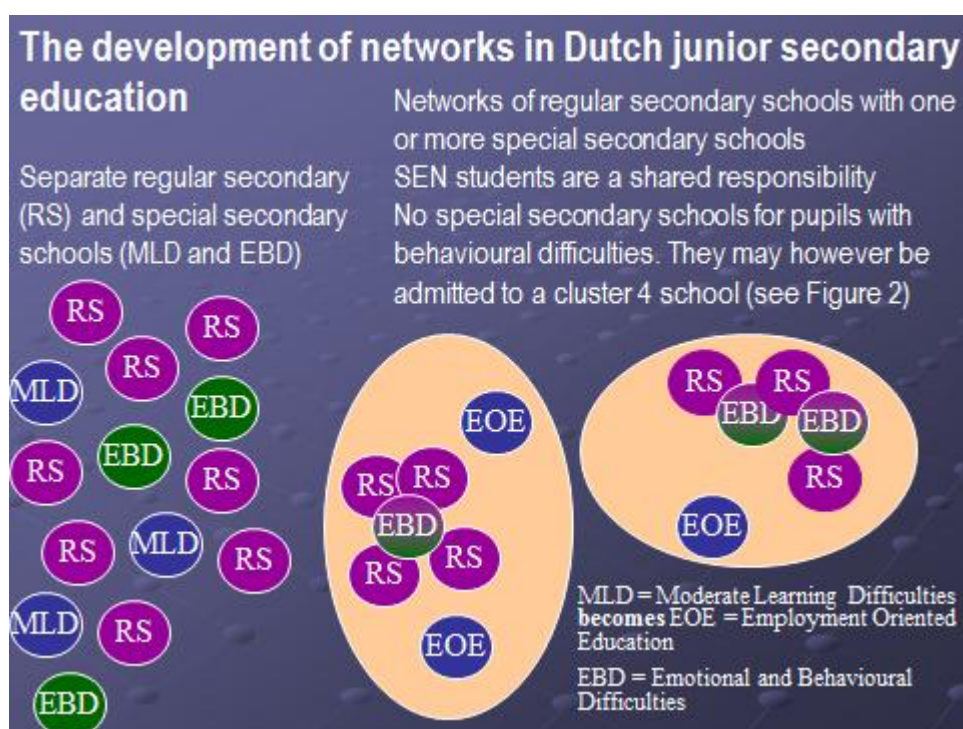 The development of networks in Dutch junior secondary
education
Separate regular secondary
(RS) and special secondary
schools (MLD and EBD)
Networks of regular secondary schools with one
or more special secondary schools
SEN students are a shared responsibility
No special secondary schools for pupils with
behavioural difficulties. They may however be
admitted to a cluster 4 school (see Figure 2)
RS
RS
RS
MLD
EBD
EBD
RS
RS
RS
MLD
RS
MLD
RS
EBD
EOE
RS
RS
EBD
RS
RS
EOE
RS
RS
EBD
EBD
RS
EOE
MLD = Moderate Learning Difficulties
becomes EOE = Employment Oriented
Education
EBD = Emotional and Behavioural
Difficulties